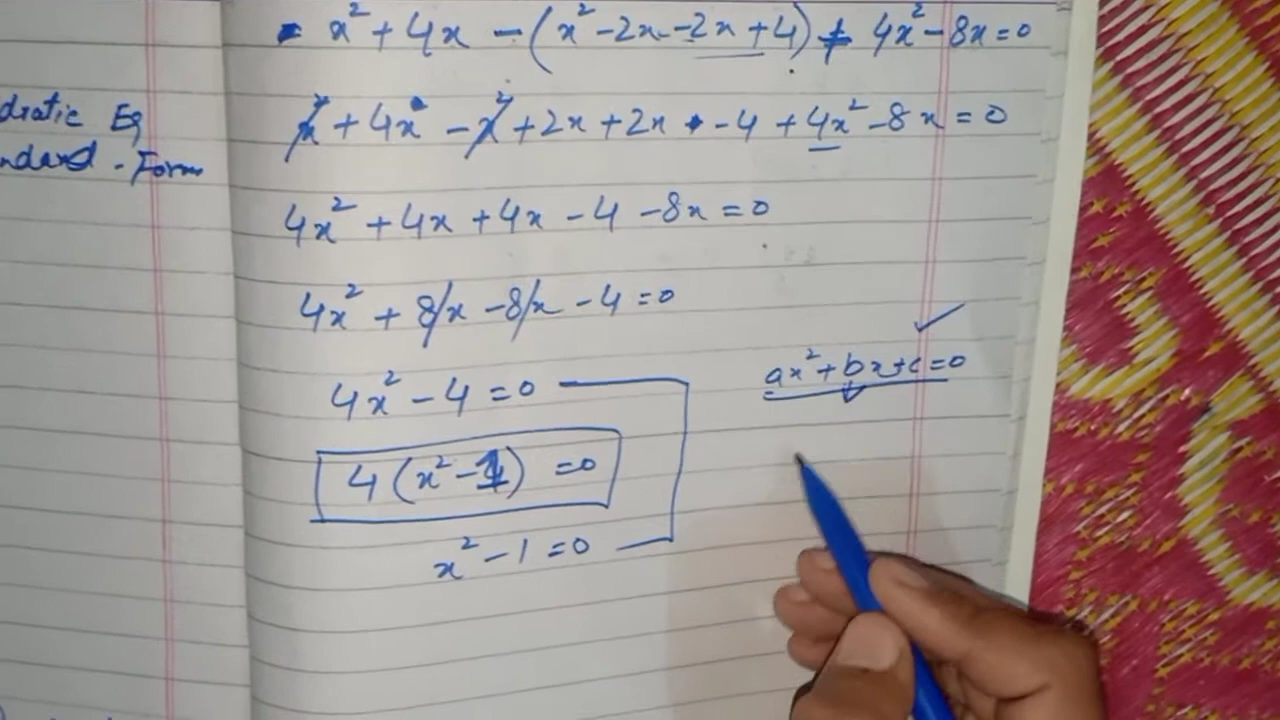 = x² + 4x - (x² - 2x - 2x + 4) + 4x² - 8x = 0
dratic Eq
x² + 4x - x² + 2x + 2x - 4 + 4x² - 8x = 0
ndard - Form
4x² + 4x + 4x - 4 - 8x = 0
4x² + 8x - 8x - 4 = 0
ax² + bx + c = 0
4x² - 4 = 0
4 (x² - 1) = 0
x² - 1 = 0